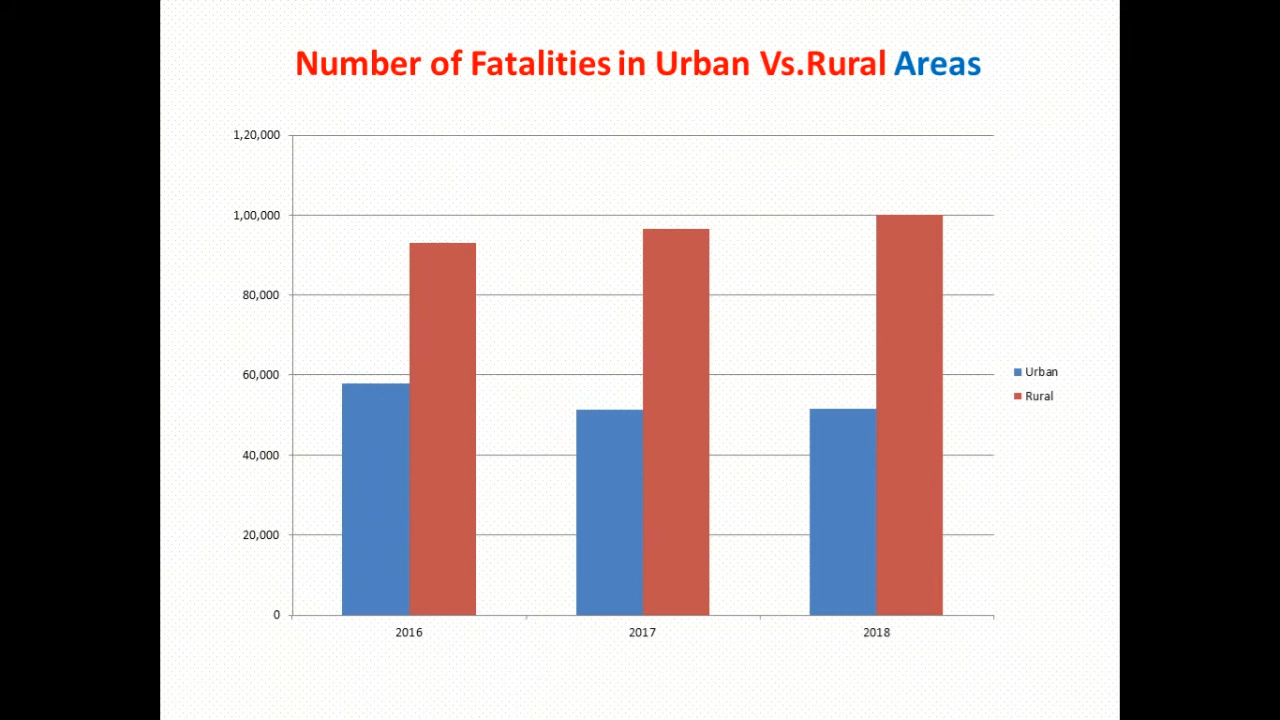 Number of Fatalities in Urban Vs.Rural Areas
1,20,000
1,00,000
80,000
60,000
40,000
20,000
0
2016 2017 2018
Urban
Rural